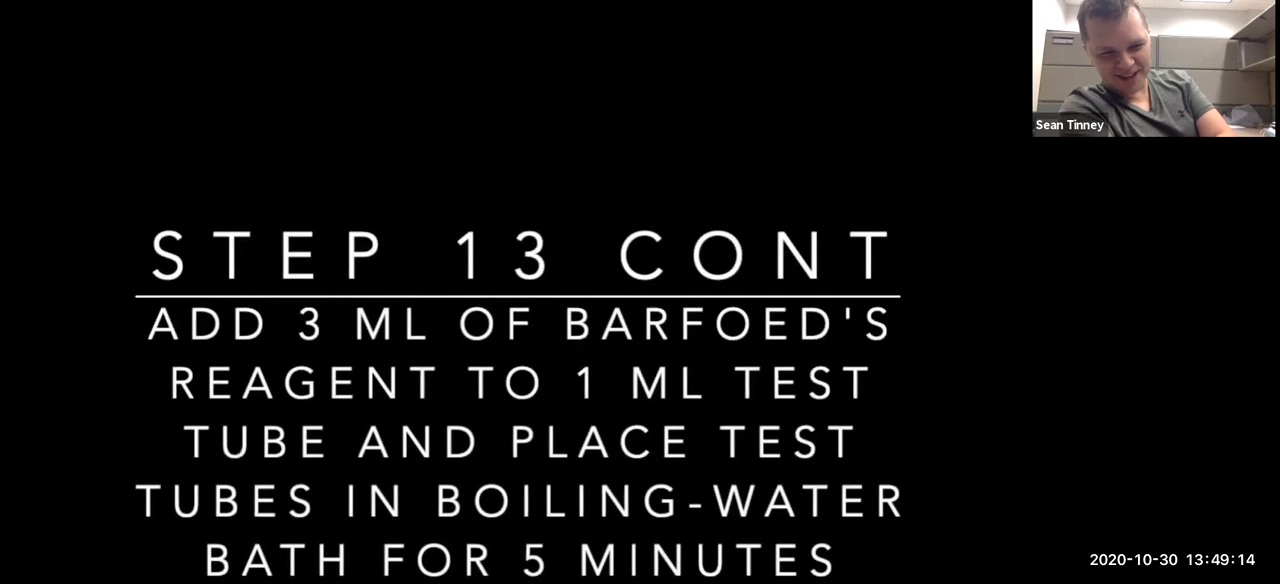 Sean Tinney
STEP 13 CONT
ADD 3 ML OF BARFOED'S
REAGENT TO 1 ML TEST
TUBE AND PLACE TEST
TUBES IN BOILING-WATER
BATH FOR 5 MINUTES
2020-10-30 13:49:14